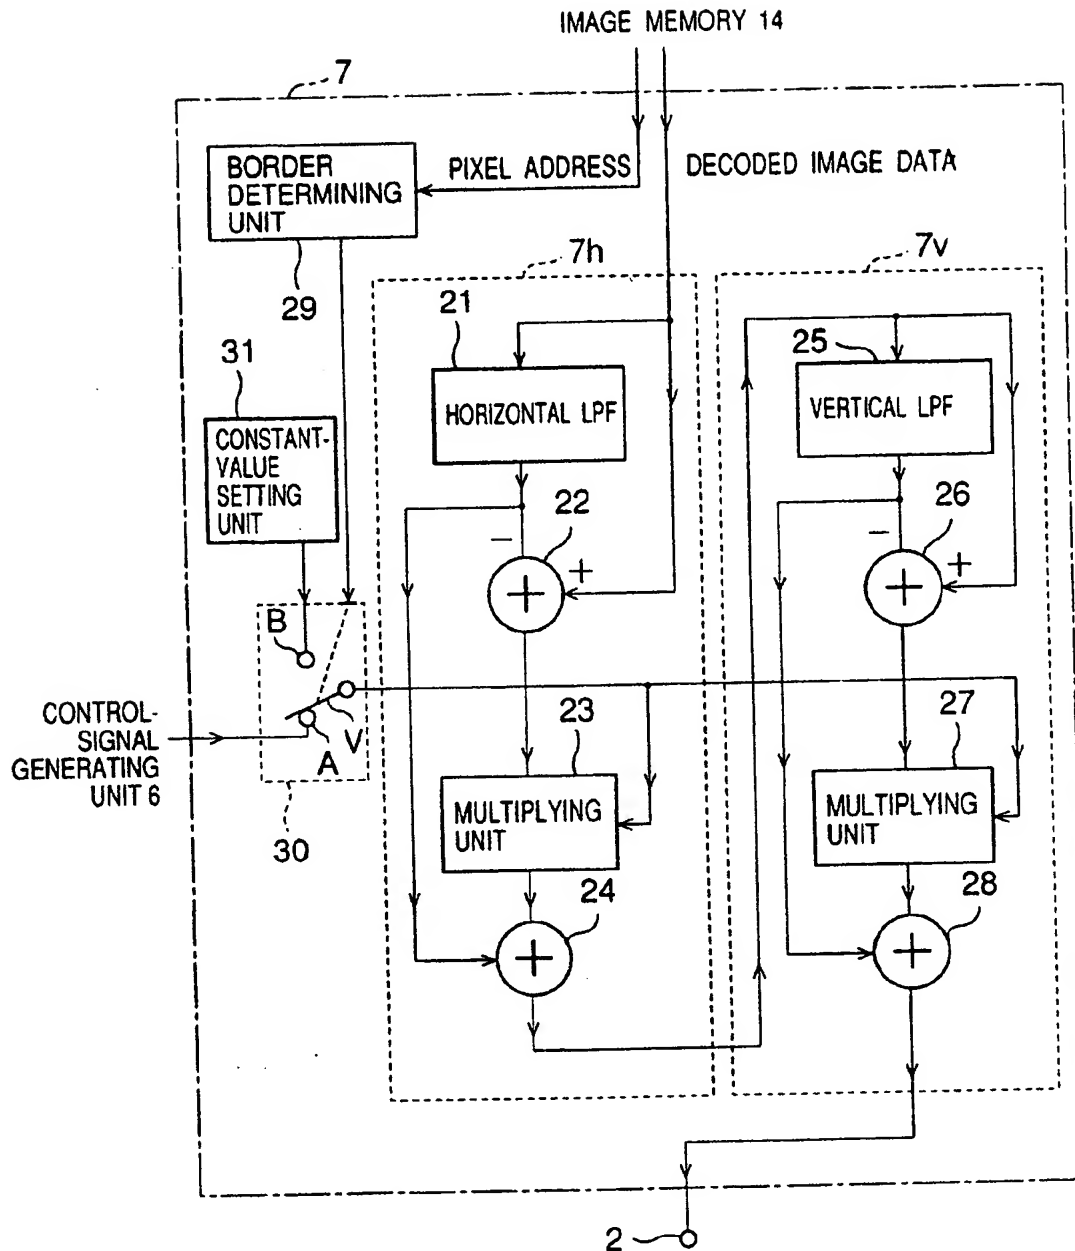 IMAGE MEMORY 14
7
BORDER
DETERMINING
UNIT
PIXEL ADDRESS
DECODED IMAGE DATA
29
7h
7v
21
HORIZONTAL LPF
25
VERTICAL LPF
31
CONSTANT-
VALUE
SETTING
UNIT
22
−
+
+
26
−
+
+
B
A
V
CONTROL-
SIGNAL
GENERATING
UNIT 6
30
23
MULTIPLYING
UNIT
27
MULTIPLYING
UNIT
24
+
28
+
2